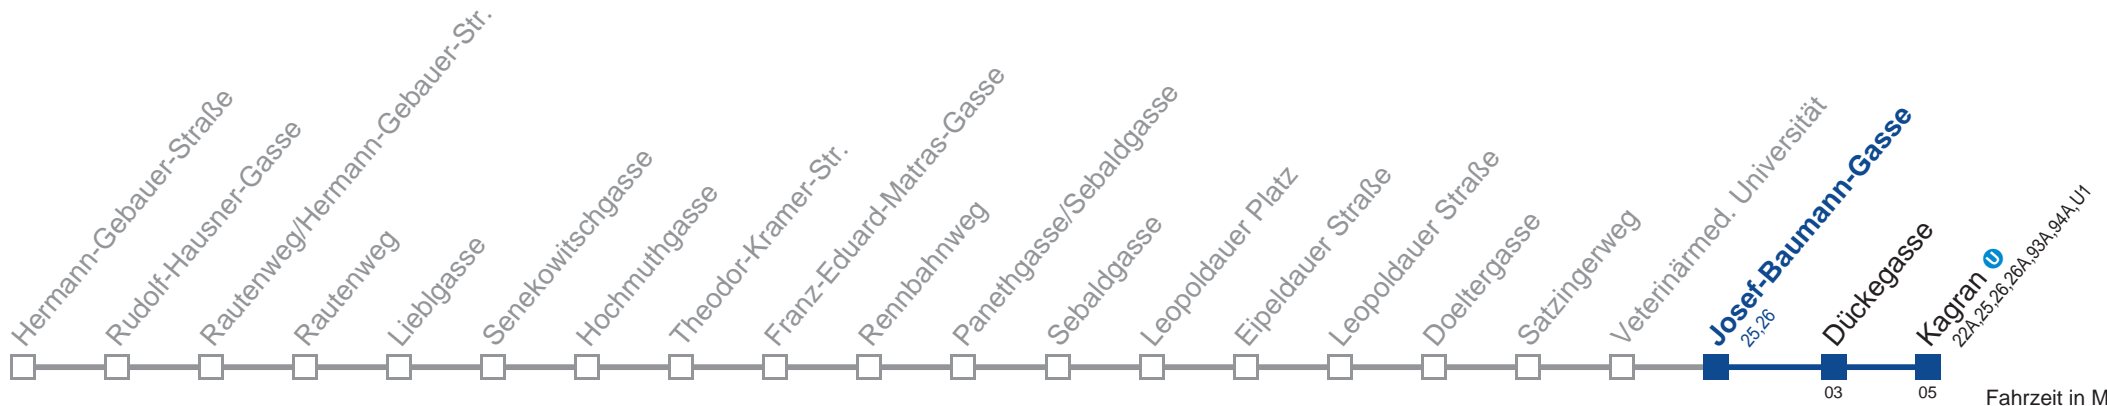 Hermann-Gebauer-Straße
Rudolf-Hausner-Gasse
Rautenweg/Hermann-Gebauer-Str.
Rautenweg
Lieblgasse
Senekowitschgasse
Hochmuthgasse
Theodor-Kramer-Str.
Franz-Eduard-Matras-Gasse
Rennbahnweg
Panethgasse/Sebaldgasse
Sebaldgasse
Leopoldauer Platz
Eipeldauer Straße
Leopoldauer Straße
Doeltergasse
Satzingerweg
Veterinärmed. Universität
Josef-Baumann-Gasse
25,26
Dückegasse
Kagran U
22A,25,26,26A,93A,94A,U1
03
05
Fahrzeit in M